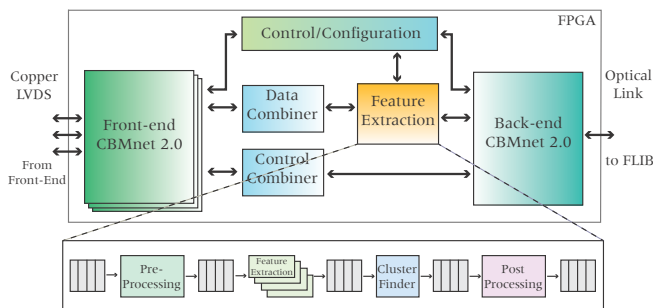 FPGA
Control/Configuration
Copper
LVDS
Optical
Link
Data
Combiner
Feature
Extraction
Front-end
CBMnet 2.0
Back-end
CBMnet 2.0
From
Front-End
Control
Combiner
to FLIB
Pre-
Processing
Feature
Extraction
Cluster
Finder
Post
Processing